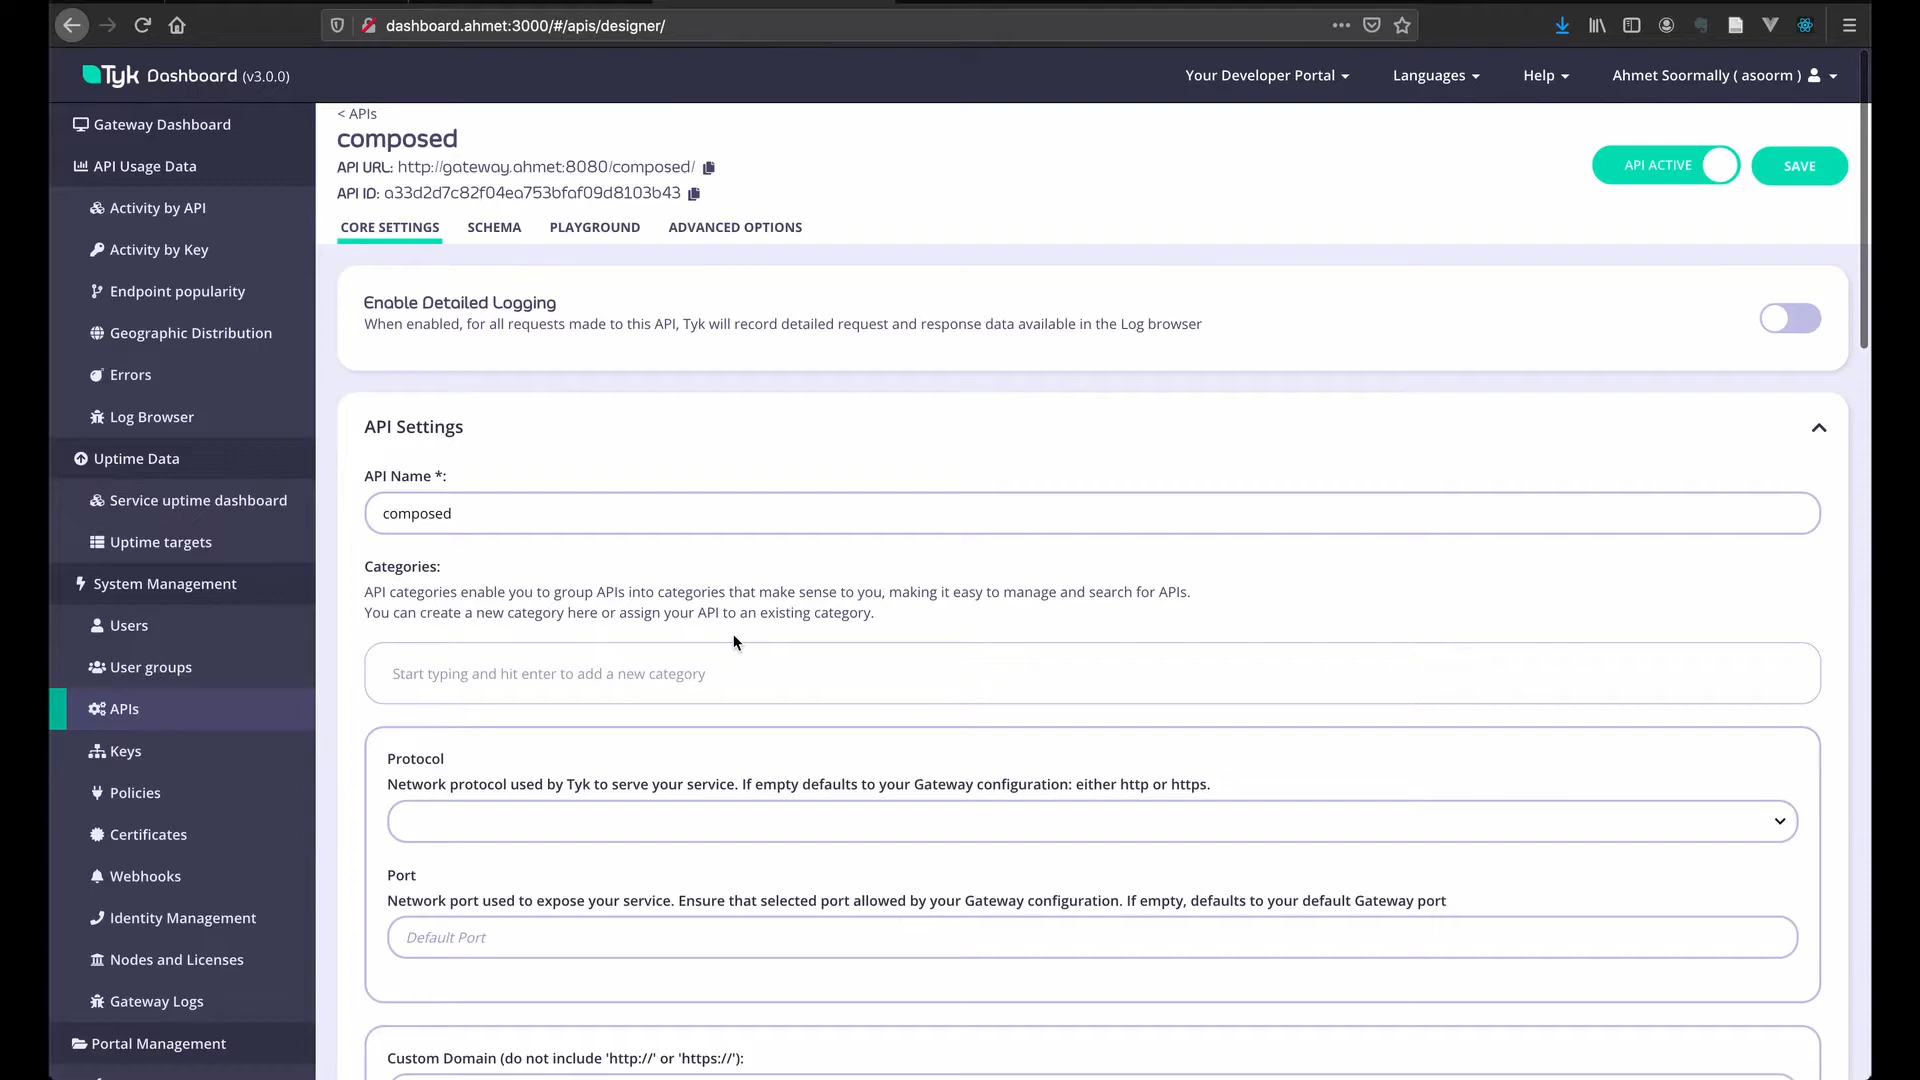 dashboard.ahmet:3000/#/apis/designer/
Tyk Dashboard (v3.0.0)
Your Developer Portal
Languages
Help
Ahmet Soormally ( asoorm )
Gateway Dashboard
API Usage Data
Activity by API
Activity by Key
Endpoint popularity
Geographic Distribution
Errors
Log Browser
Uptime Data
Service uptime dashboard
Uptime targets
System Management
Users
User groups
APIs
Keys
Policies
Certificates
Webhooks
Identity Management
Nodes and Licenses
Gateway Logs
Portal Management
< APIs
composed
API URL: http://gateway.ahmet:8080/composed/
API ID: a33d2d7c82f04ea753bfaf09d8103b43
API ACTIVE
SAVE
CORE SETTINGS
SCHEMA
PLAYGROUND
ADVANCED OPTIONS
Enable Detailed Logging
When enabled, for all requests made to this API, Tyk will record detailed request and response data available in the Log browser
API Settings
API Name *:
composed
Categories:
API categories enable you to group APIs into categories that make sense to you, making it easy to manage and search for APIs.
You can create a new category here or assign your API to an existing category.
Start typing and hit enter to add a new category
Protocol
Network protocol used by Tyk to serve your service. If empty defaults to your Gateway configuration: either http or https.
Port
Network port used to expose your service. Ensure that selected port allowed by your Gateway configuration. If empty, defaults to your default Gateway port
Default Port
Custom Domain (do not include 'http://' or 'https://'):